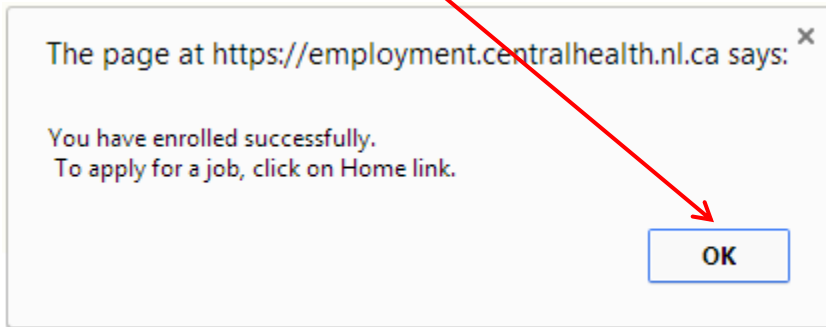 The page at https://employment.centralhealth.nl.ca says:
You have enrolled successfully.
To apply for a job, click on Home link.
OK